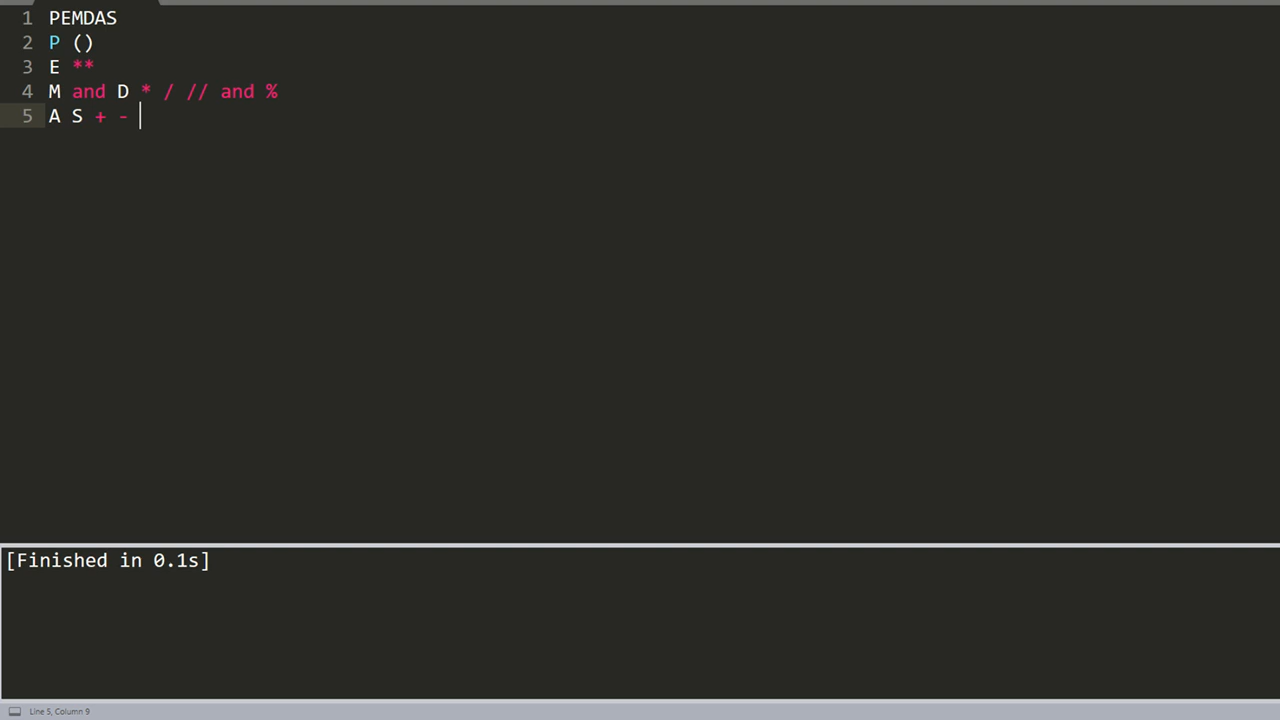 1 PEMDAS
2 P ()
3 E **
4 M and D * / // and %
5 A S + -
[Finished in 0.1s]
Line 5, Column 9